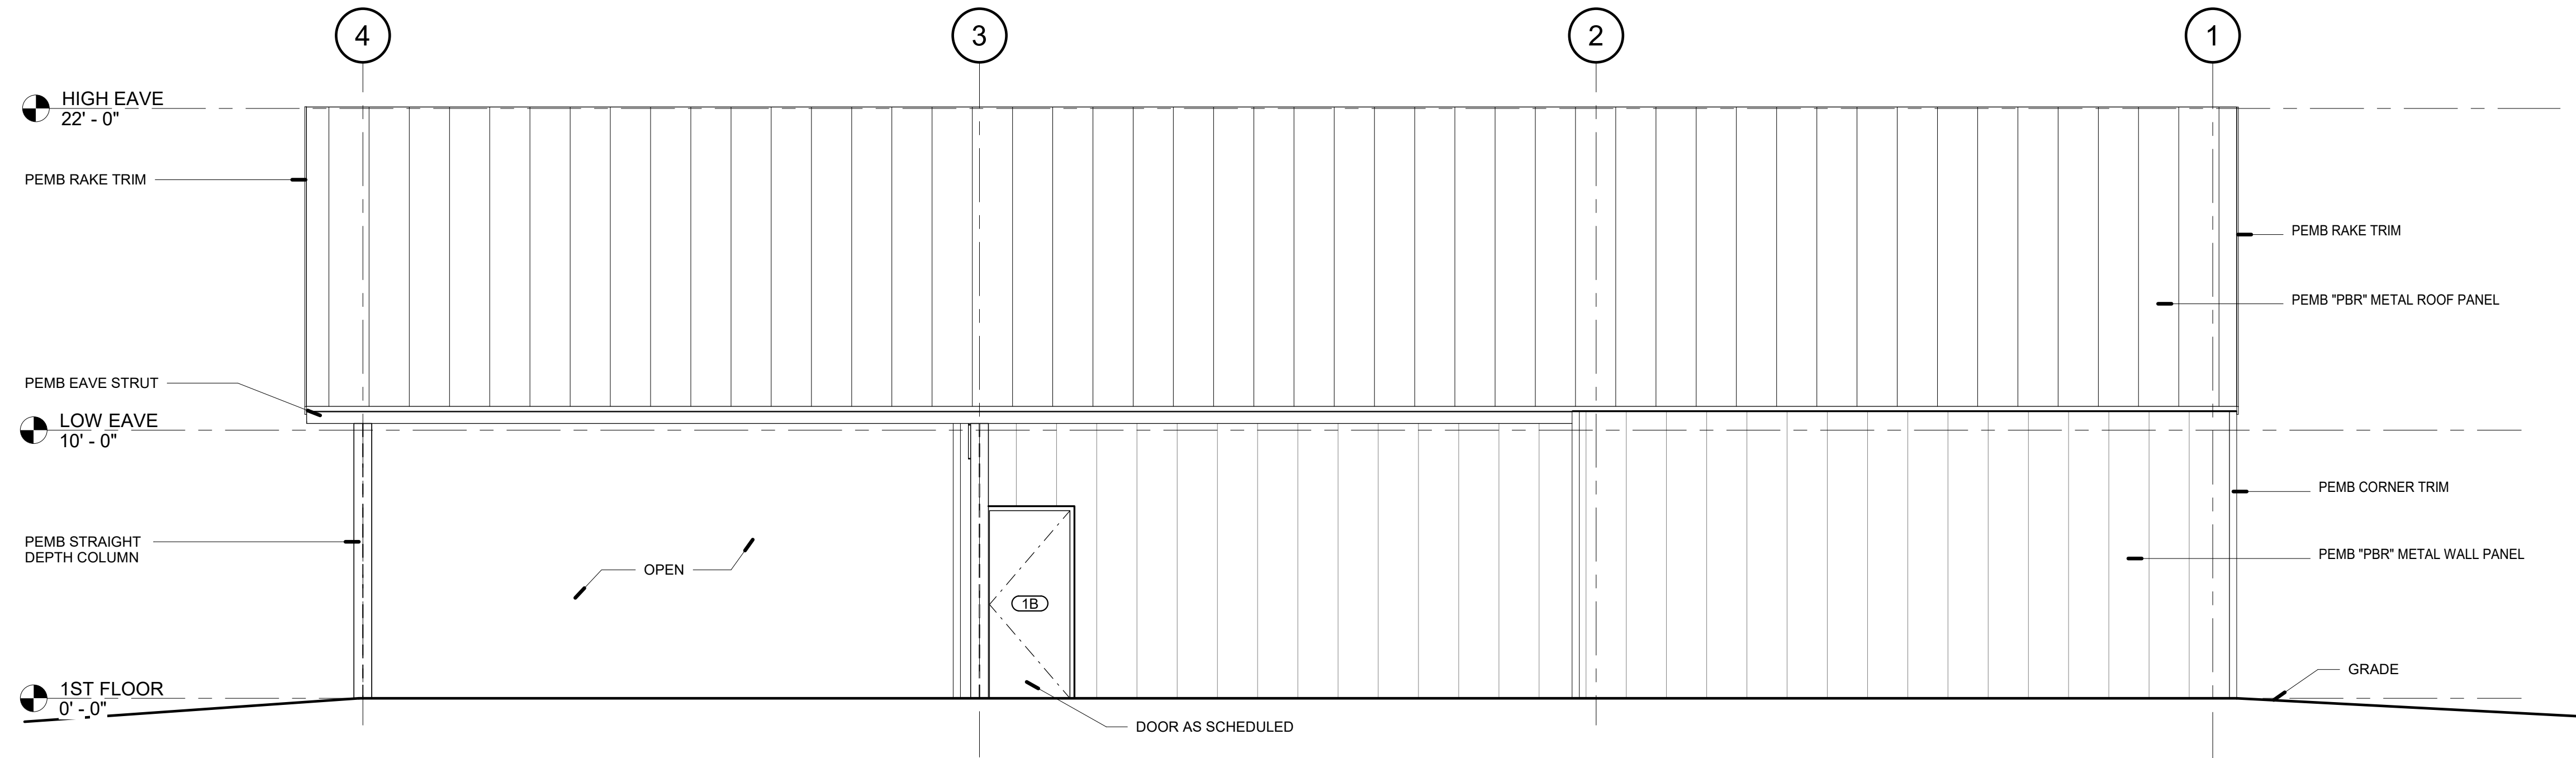 4
3
2
1
HIGH EAVE
22' - 0"
PEMB RAKE TRIM
PEMB RAKE TRIM
PEMB "PBR" METAL ROOF PANEL
PEMB EAVE STRUT
LOW EAVE
10' - 0"
PEMB CORNER TRIM
PEMB STRAIGHT
DEPTH COLUMN
PEMB "PBR" METAL WALL PANEL
OPEN
1B
GRADE
1ST FLOOR
0' - 0"
DOOR AS SCHEDULED